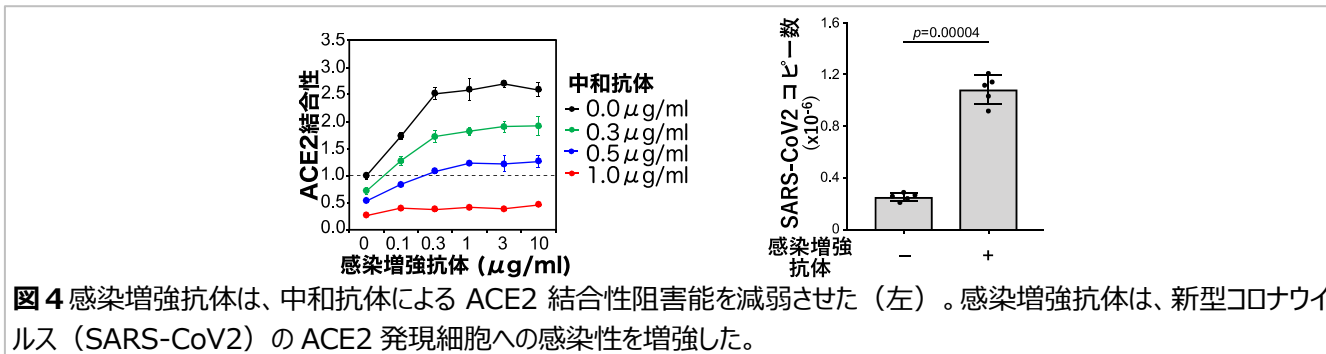 ACE2結合性
3.5
3.0
2.5
2.0
1.5
1.0
0.5
0.0
0 0.1 0.3 1 3 10
感染増強抗体 (μg/ml)
中和抗体
0.0μg/ml
0.3μg/ml
0.5μg/ml
1.0μg/ml
SARS-CoV2 コピー数
(x10-6)
1.6
1.2
0.8
0.4
0
p=0.00004
感染増強
抗体
− +
図4 感染増強抗体は、中和抗体による ACE2 結合性阻害能を減弱させた（左）。感染増強抗体は、新型コロナウイ
ルス（SARS-CoV2）の ACE2 発現細胞への感染性を増強した。